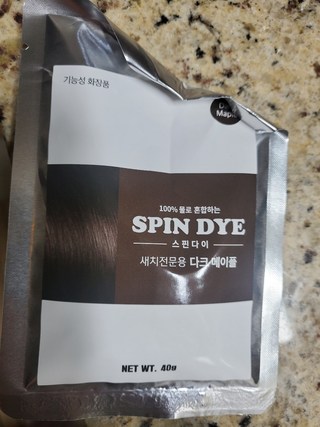 기능성 화장품
Mapl
100% 물로 혼합하는
SPIN DYE
스핀다이
새치전문용 다크 메이플
NET WT. 40g